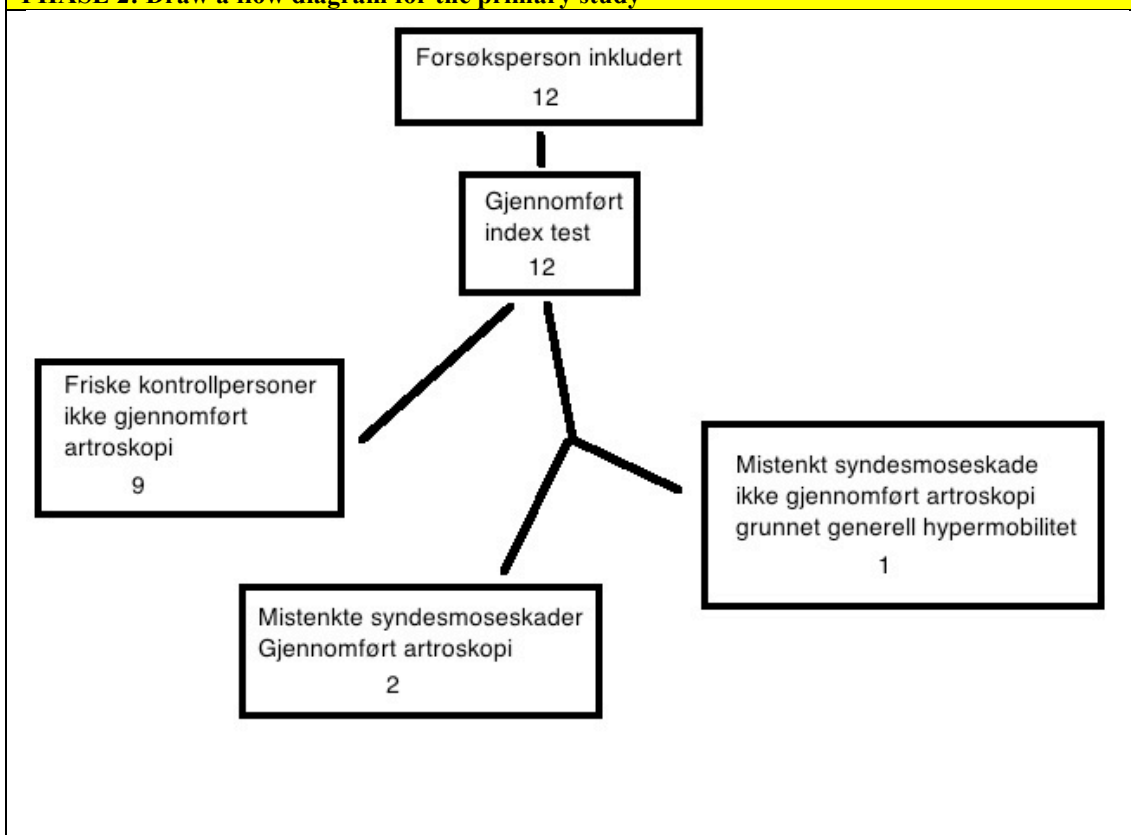 PHASE 2: Draw a flow diagram for the primary study
Forsøksperson inkludert
12
Gjennomført
index test
12
Friske kontrollpersoner
ikke gjennomført
artroskopi
9
Mistenkt syndesmoseskade
ikke gjennomført artroskopi
grunnet generell hypermobilitet
1
Mistenkte syndesmoseskader
Gjennomført artroskopi
2